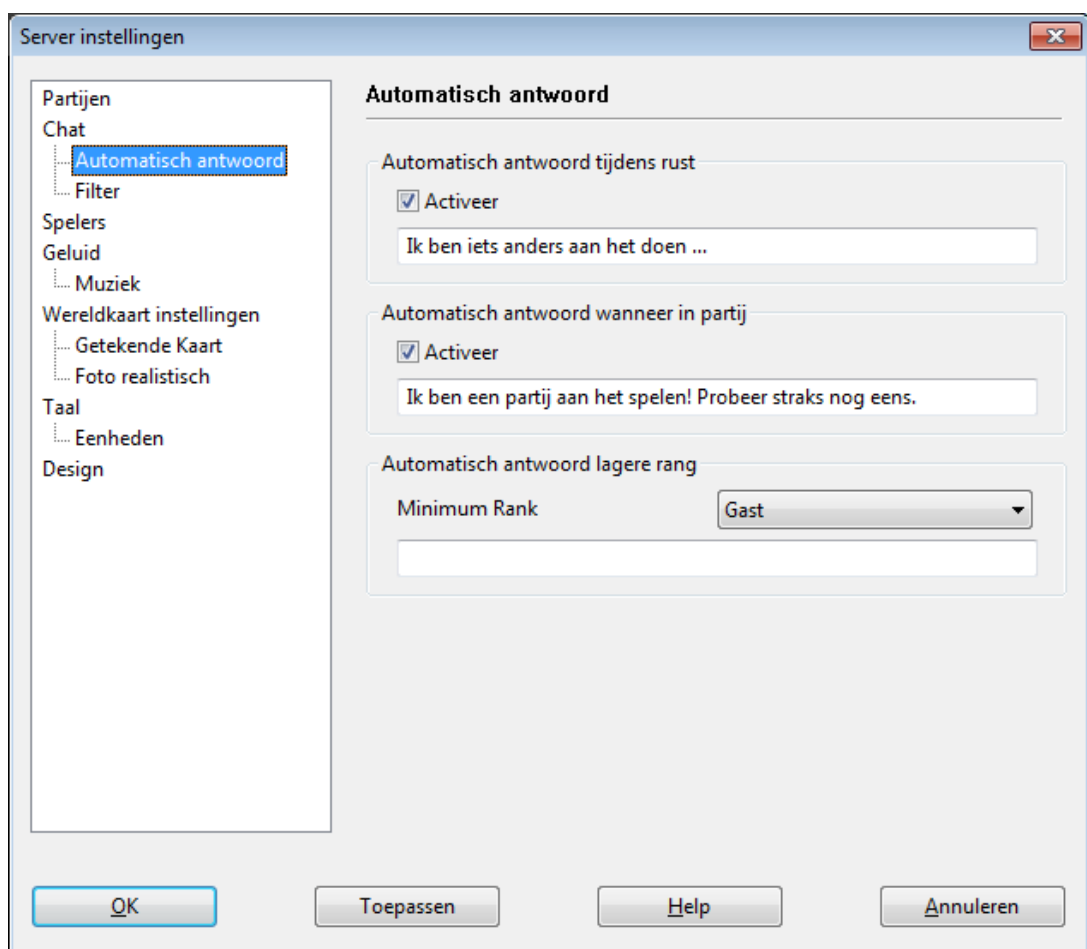 Server instellingen
Partijen
Chat
Automatisch antwoord
Filter
Spelers
Geluid
Muziek
Wereldkaart instellingen
Getekende Kaart
Foto realistisch
Taal
Eenheden
Design
Automatisch antwoord
Automatisch antwoord tijdens rust
Activeer
Ik ben iets anders aan het doen ...
Automatisch antwoord wanneer in partij
Activeer
Ik ben een partij aan het spelen! Probeer straks nog eens.
Automatisch antwoord lagere rang
Minimum Rank Gast
OK Toepassen Help Annuleren